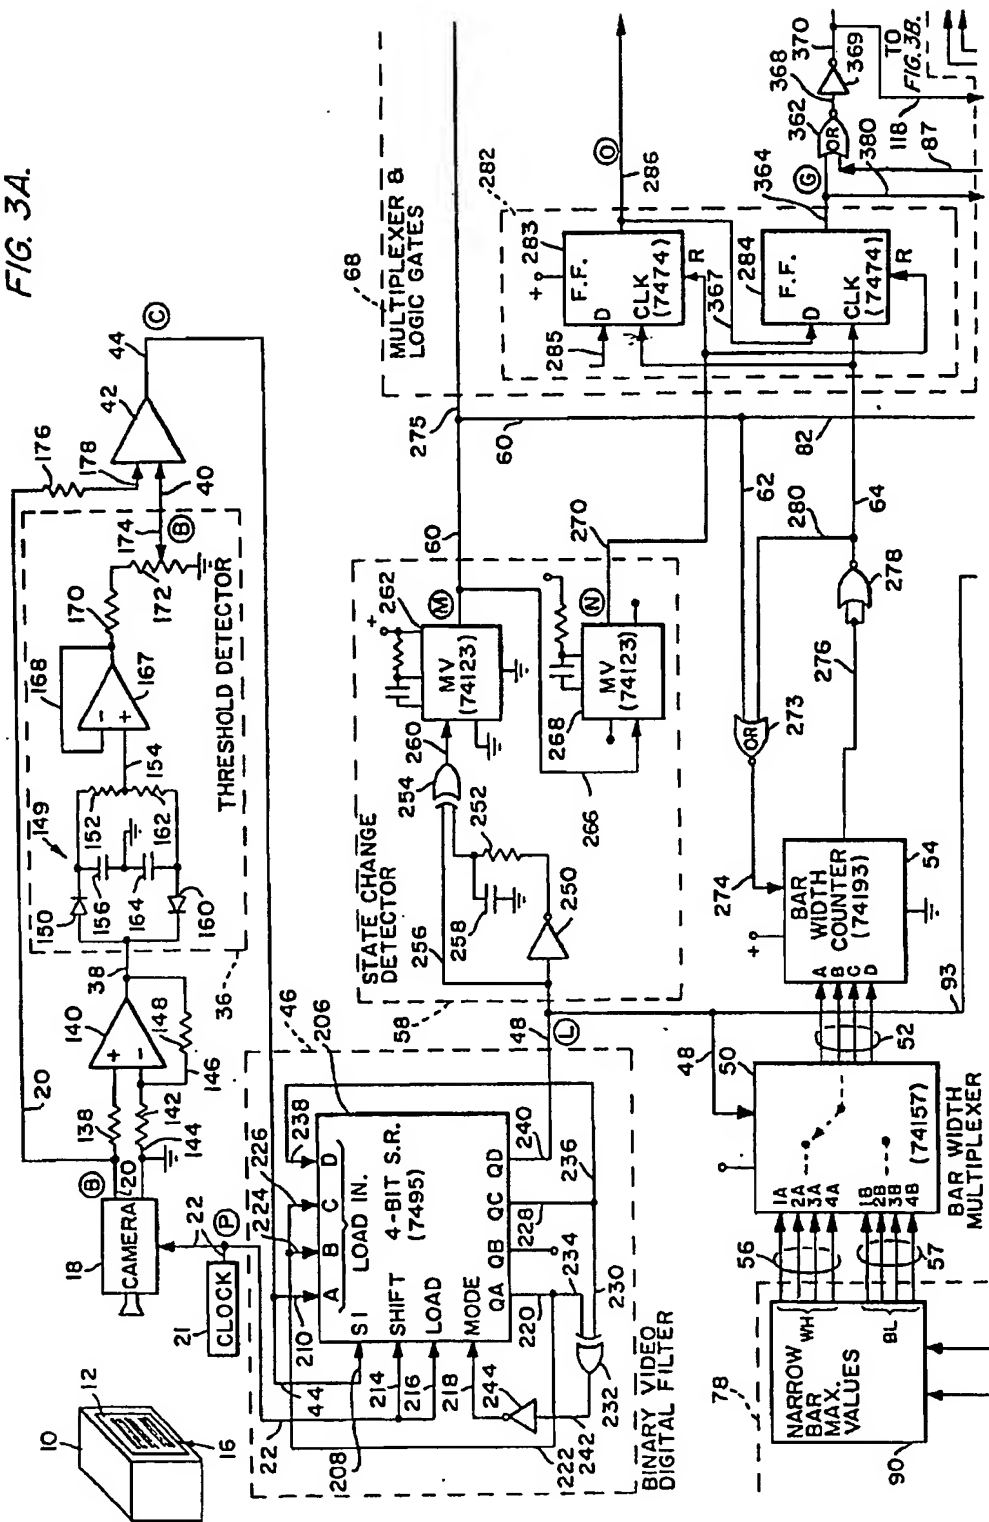 FIG. 3A.
10
12
16
18
CAMERA
20
20
B
22
P
21
CLOCK
138
142
144
140
+
-
148
146
38
36
149
150
152
156
154
162
164
160
168
167
-
+
170
172
174
THRESHOLD DETECTOR
B
40
176
178
42
44
C
22
44
208
210
214
216
218
220
222
224
226
238
46
206
A
B
C
D
LOAD IN.
SI
SHIFT
LOAD
MODE
4-BIT S.R.
(7495)
QA
QB
QC
QD
228
234
236
240
230
232
242
244
BINARY VIDEO
DIGITAL FILTER
48
L
58
STATE CHANGE
DETECTOR
256
258
250
252
254
260
266
+
262
MV
(74123)
M
268
MV
(74123)
N
60
270
275
60
62
82
68
MULTIPLEXER &
LOGIC GATES
282
+
283
F.F.
D
CLK
(7474)
R
285
286
O
367
284
F.F.
D
CLK
(7474)
R
364
G
362
OR
368
369
370
118
380
87
TO
FIG. 3B.
64
280
278
276
273
OR
274
+
BAR
WIDTH
COUNTER
(74193)
A
B
C
D
54
93
52
48
50
1A
2A
3A
4A
1B
2B
3B
4B
(74157)
BAR WIDTH
MULTIPLEXER
56
57
78
NARROW
BAR
MAX.
VALUES
WH
BL
90